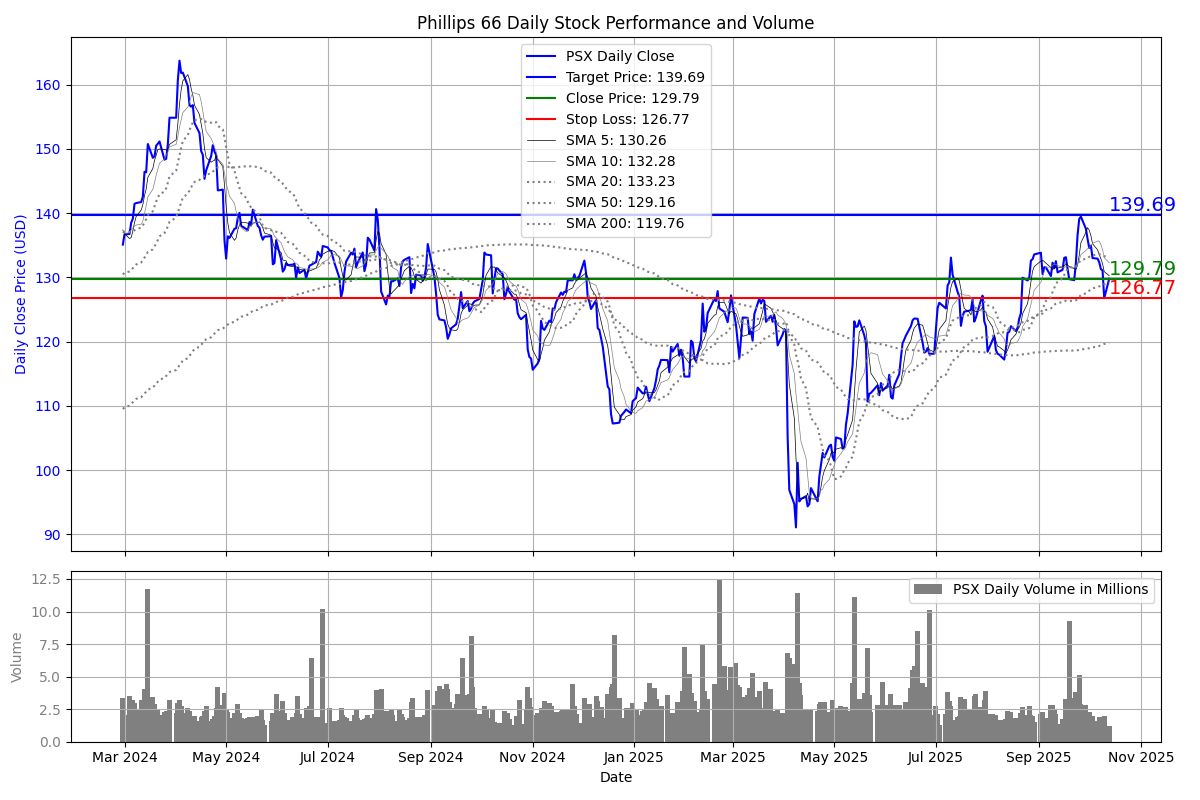 Phillips 66 Daily Stock Performance and Volume
Daily Close Price (USD)
160
150
140
130
120
110
100
90
PSX Daily Close
Target Price: 139.69
Close Price: 129.79
Stop Loss: 126.77
SMA 5: 130.26
SMA 10: 132.28
SMA 20: 133.23
SMA 50: 129.16
SMA 200: 119.76
139.69
129.79
126.77
Volume
12.5
10.0
7.5
5.0
2.5
0.0
PSX Daily Volume in Millions
Mar 2024 May 2024 Jul 2024 Sep 2024 Nov 2024 Jan 2025 Mar 2025 May 2025 Jul 2025 Sep 2025 Nov 2025
Date